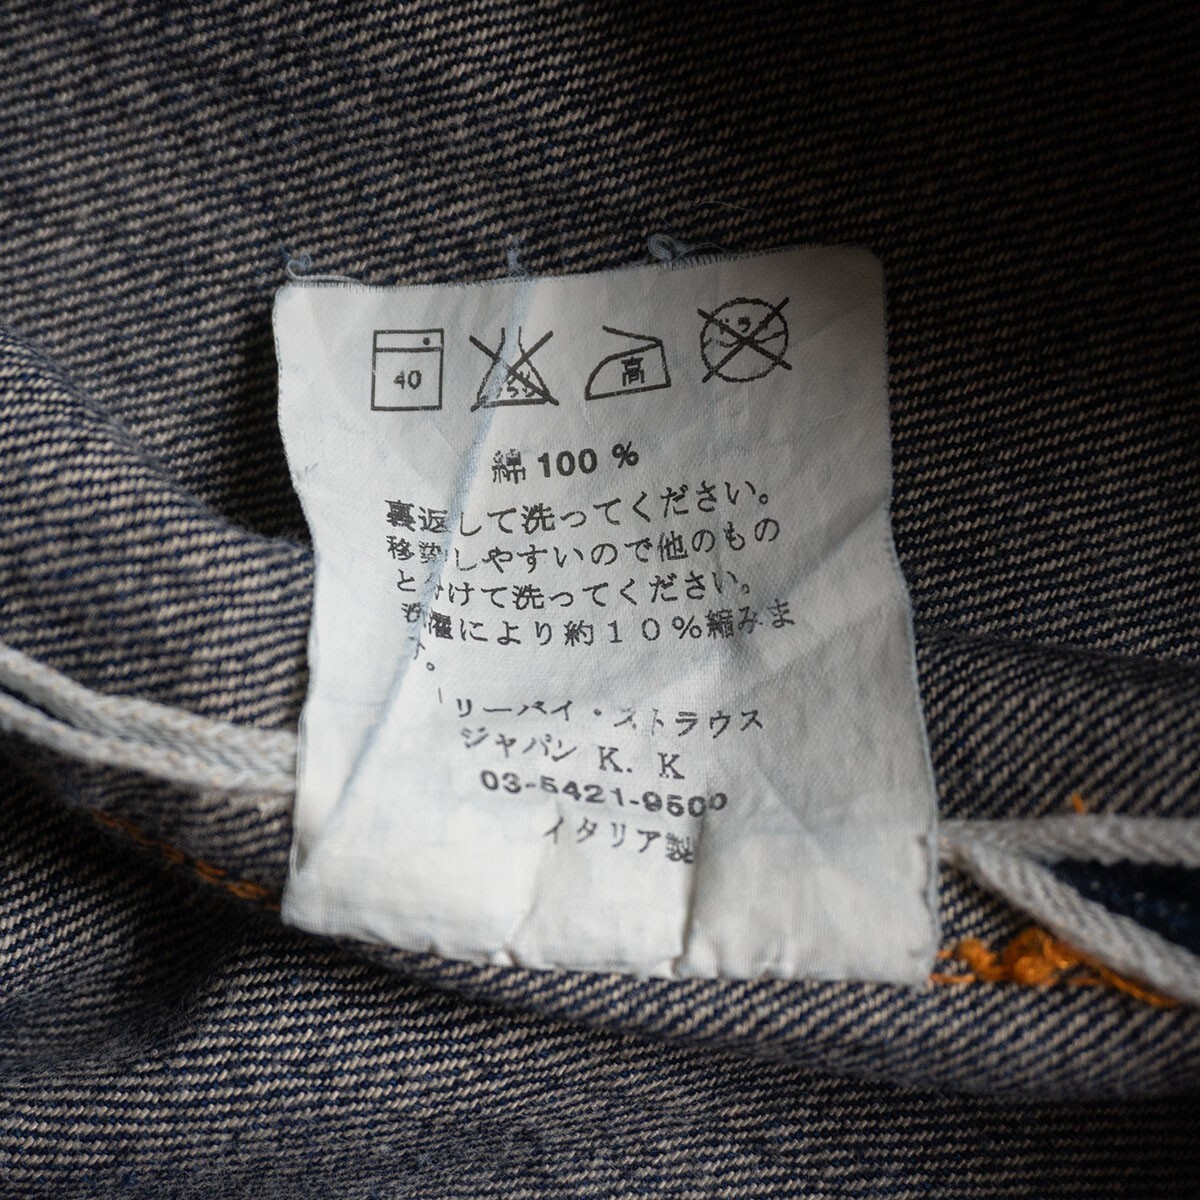 40
高
綿 100 %
裏返して洗ってください。
移染しやすいので他のもの
と分けて洗ってください。
洗濯により約１０%縮みま
す。
リーバイ・ストラウス
ジャパン K. K
03-5421-9500
イタリア製